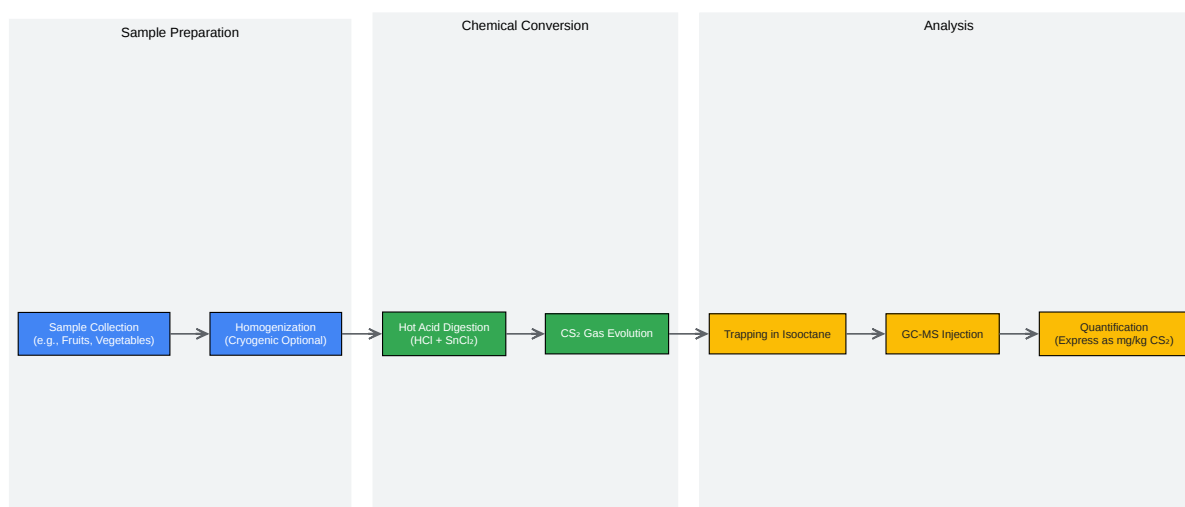 Sample Preparation
Chemical Conversion
Analysis
Sample Collection
(e.g., Fruits, Vegetables)
Homogenization
(Cryogenic Optional)
Hot Acid Digestion
(HCl + SnCl₂)
CS₂ Gas Evolution
Trapping in Isooctane
GC-MS Injection
Quantification
(Express as mg/kg CS₂)